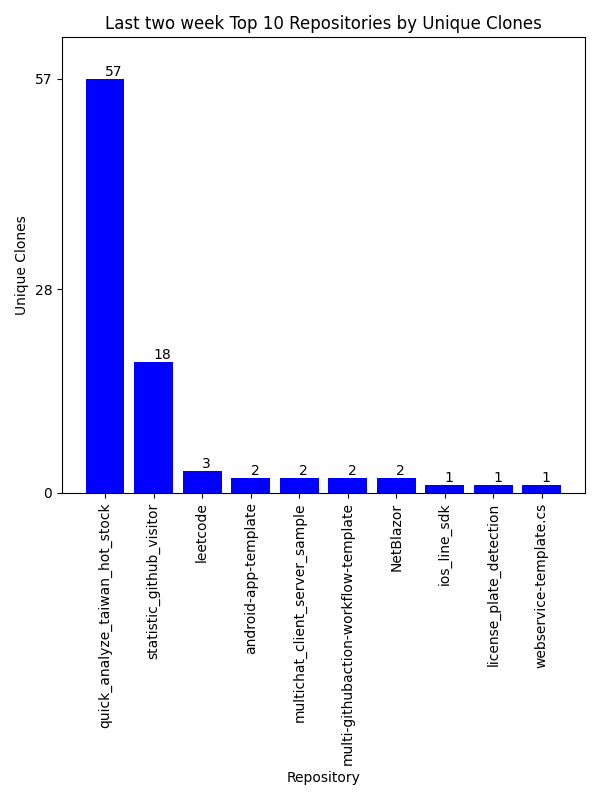 Last two week Top 10 Repositories by Unique Clones
Unique Clones
57
28
0
57
18
3
2
2
2
2
1
1
1
quick_analyze_taiwan_hot_stock
statistic_github_visitor
leetcode
android-app-template
multichat_client_server_sample
multi-githubaction-workflow-template
NetBlazor
ios_line_sdk
license_plate_detection
webservice-template.cs
Repository